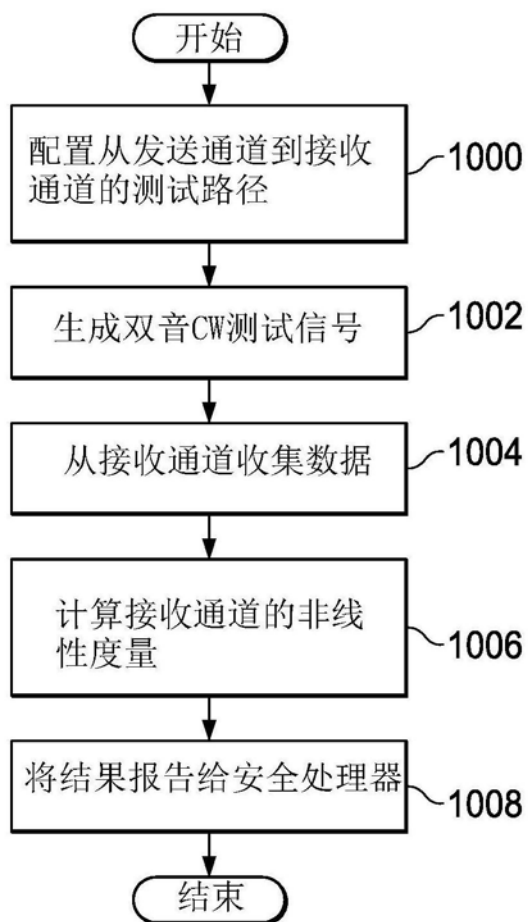 开始
配置从发送通道到接收
通道的测试路径
1000
生成双音CW测试信号
1002
从接收通道收集数据
1004
计算接收通道的非线
性度量
1006
将结果报告给安全处理器
1008
结束